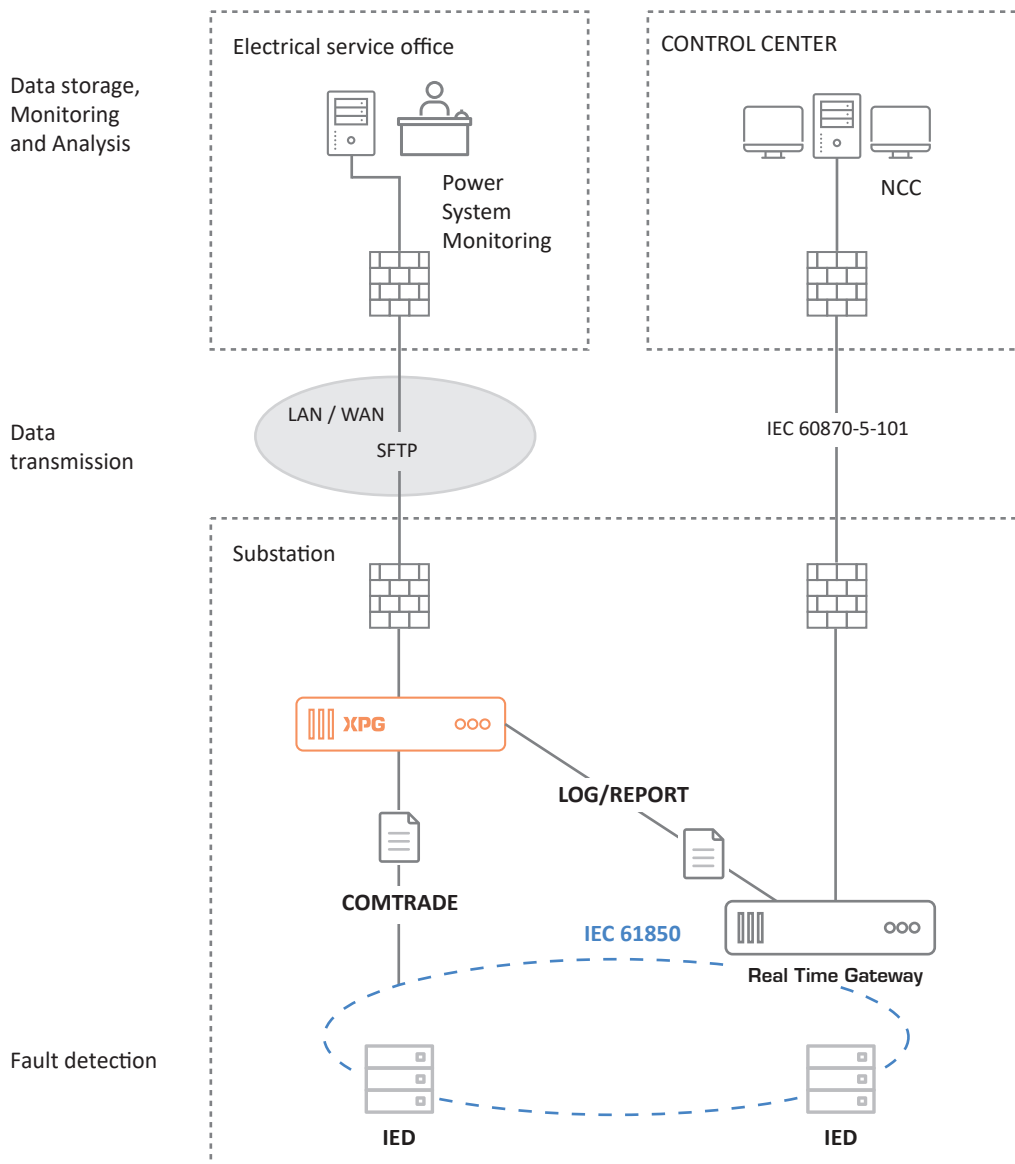 Electrical service office
CONTROL CENTER
Data storage,
Monitoring
and Analysis
Power
System
Monitoring
NCC
LAN / WAN
SFTP
IEC 60870-5-101
Data
transmission
Substation
XPG
LOG/REPORT
COMTRADE
IEC 61850
Real Time Gateway
Fault detection
IED
IED